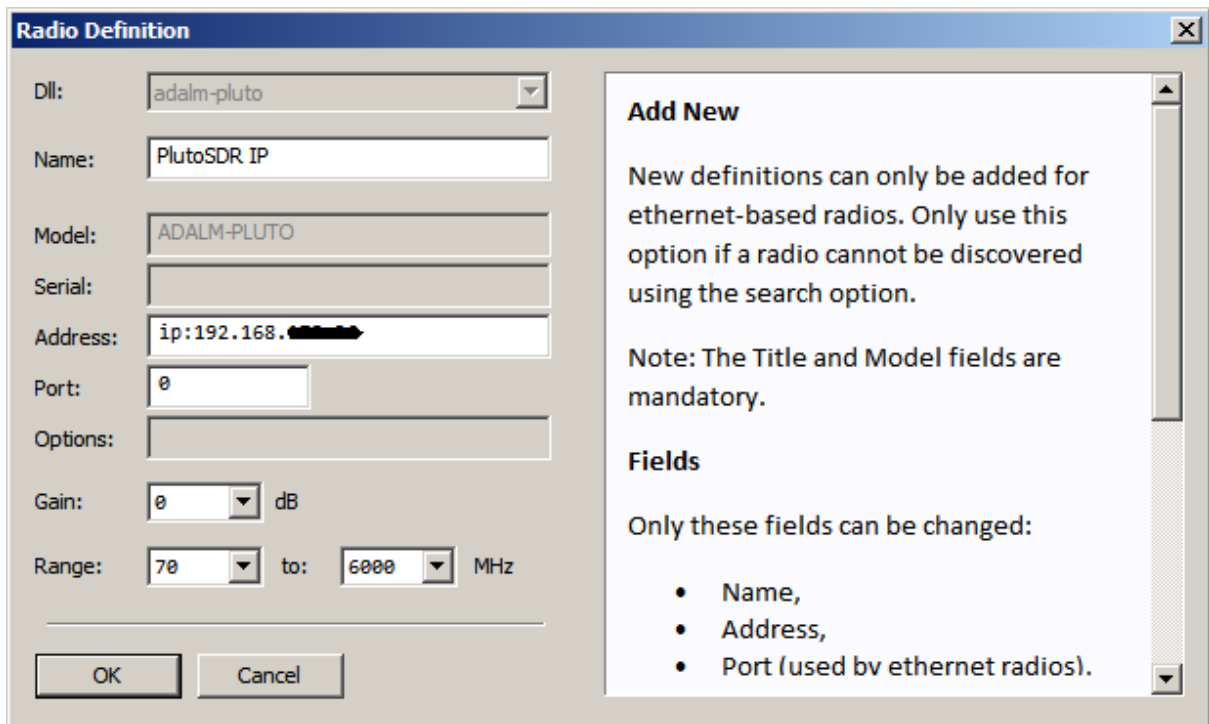 Radio Definition
Dll: adalm-pluto
Name: PlutoSDR IP
Model: ADALM-PLUTO
Serial:
Address: ip:192.168.
Port: 0
Options:
Gain: 0 dB
Range: 70 to: 6000 MHz
OK Cancel
Add New
New definitions can only be added for
ethernet-based radios. Only use this
option if a radio cannot be discovered
using the search option.
Note: The Title and Model fields are
mandatory.
Fields
Only these fields can be changed:
• Name,
• Address,
• Port (used by ethernet radios).